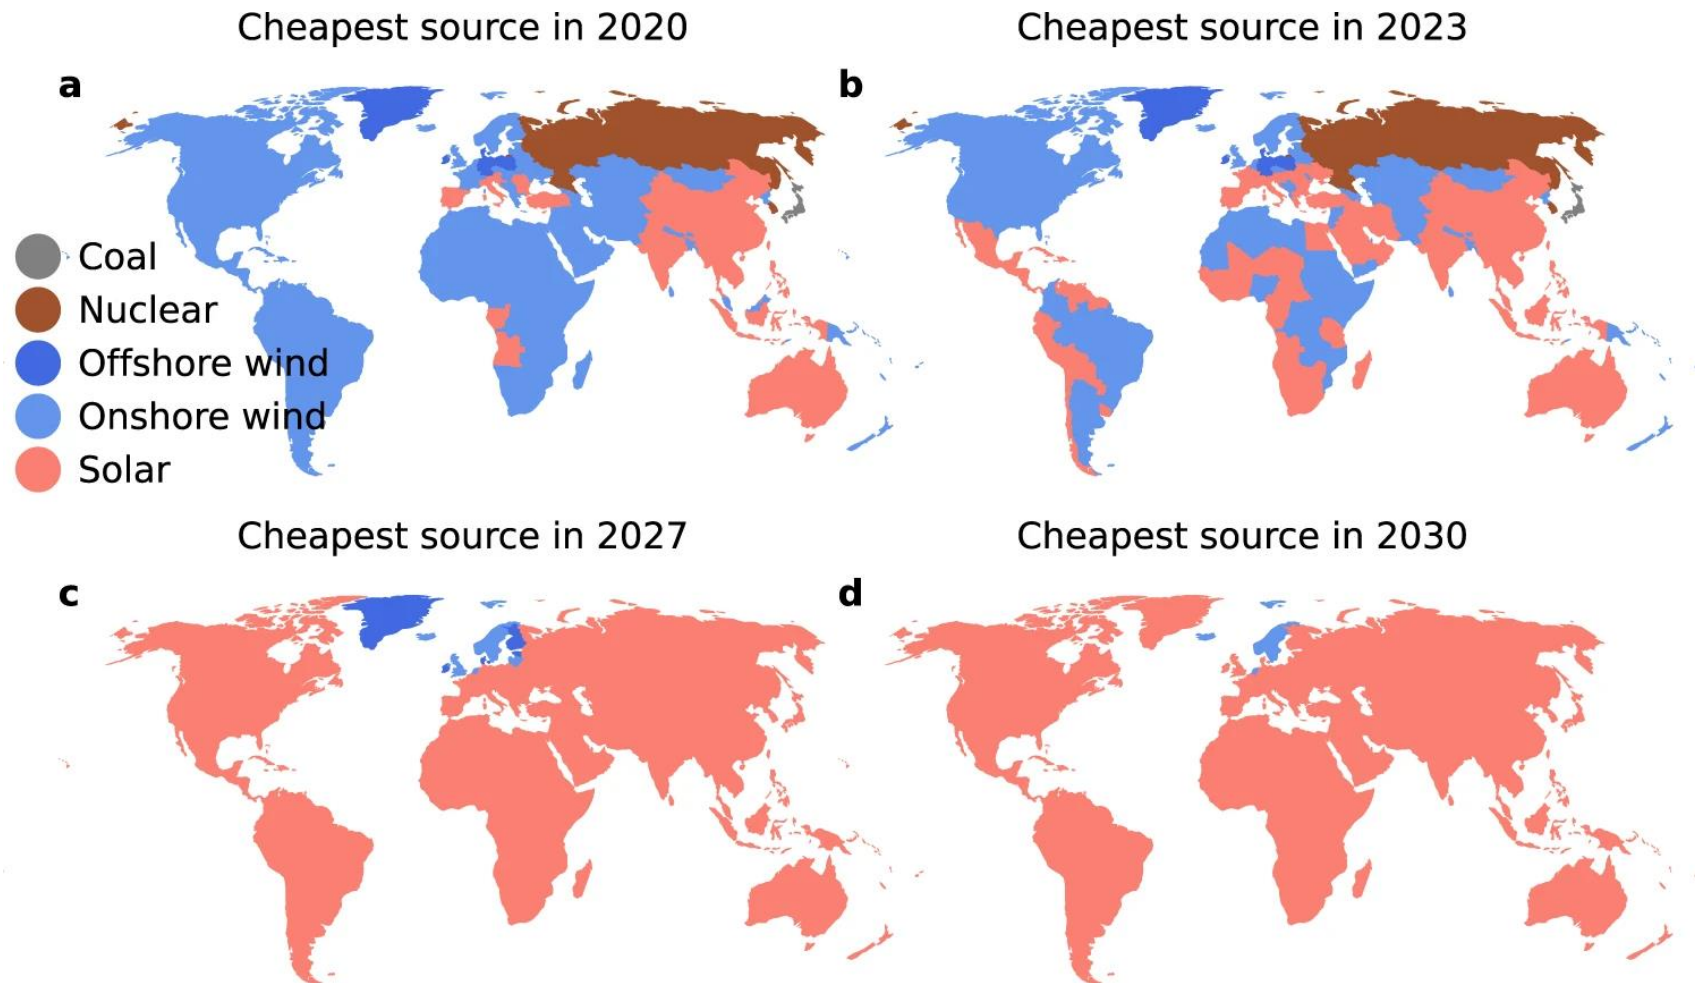 Cheapest source in 2020
Cheapest source in 2023
a
b
Coal
Nuclear
Offshore wind
Onshore wind
Solar
Cheapest source in 2027
Cheapest source in 2030
c
d